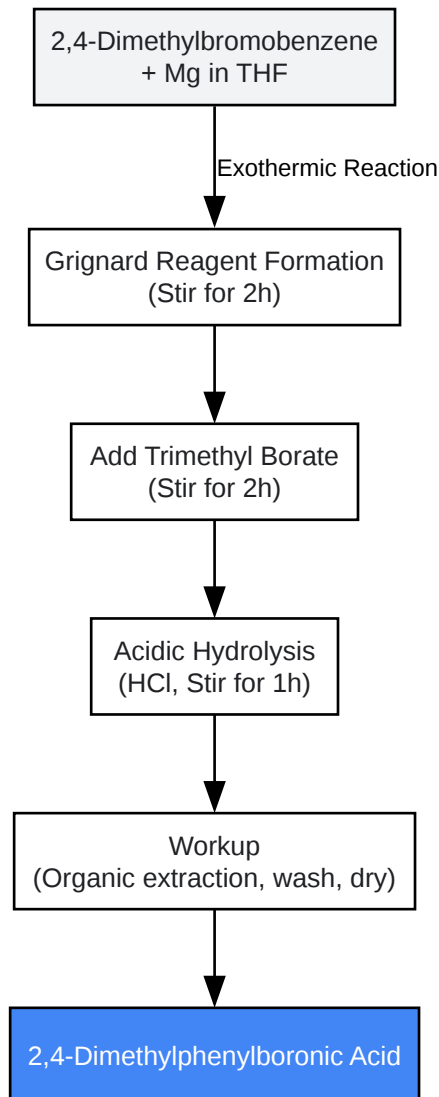 2,4-Dimethylbromobenzene
+ Mg in THF
Exothermic Reaction
Grignard Reagent Formation
(Stir for 2h)
Add Trimethyl Borate
(Stir for 2h)
Acidic Hydrolysis
(HCl, Stir for 1h)
Workup
(Organic extraction, wash, dry)
2,4-Dimethylphenylboronic Acid